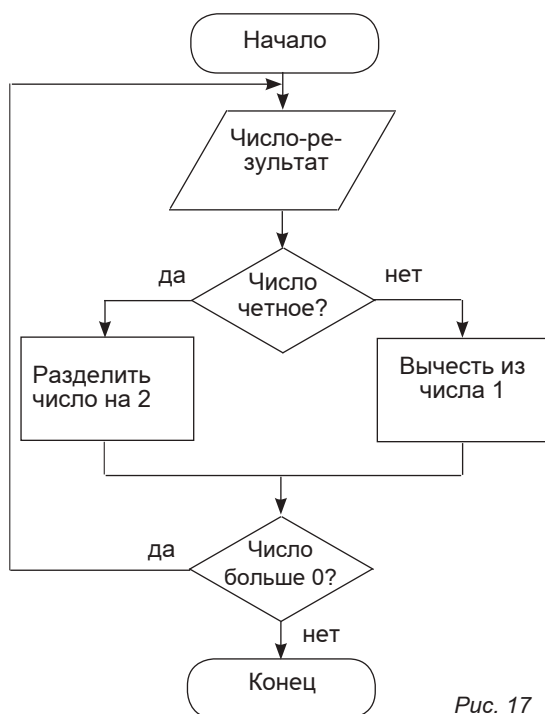 Начало
Число-ре-
зультат
да
Число
четное?
нет
Разделить
число на 2
Вычесть из
числа 1
да
Число
больше 0?
нет
Конец
Рис. 17